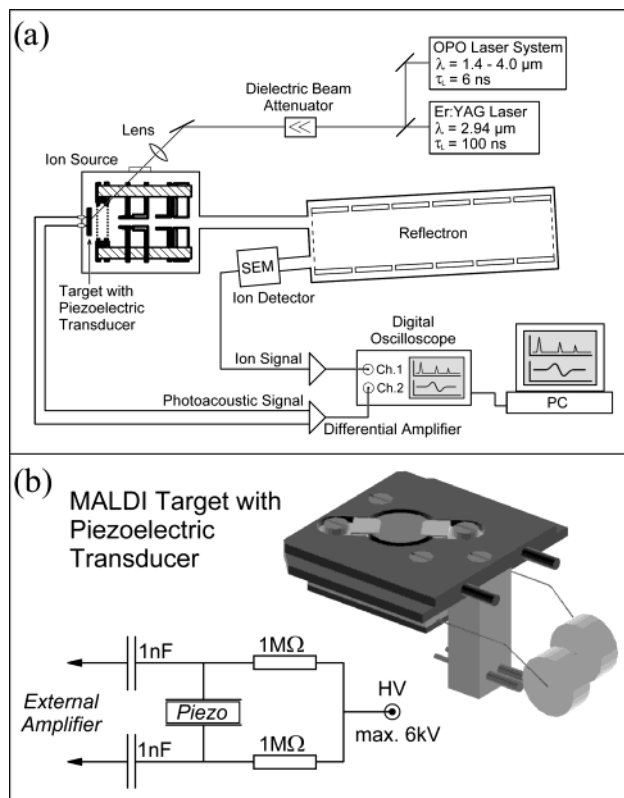 (a)
OPO Laser System
λ = 1.4 - 4.0 µm
τL = 6 ns
Dielectric Beam
Attenuator
Er:YAG Laser
λ = 2.94 µm
τL = 100 ns
Lens
Ion Source
Reflectron
SEM
Ion Detector
Target with
Piezoelectric
Transducer
Digital
Oscilloscope
Ion Signal
Ch.1
Ch.2
PC
Photoacoustic Signal
Differential Amplifier
(b)
MALDI Target with
Piezoelectric
Transducer
1nF
1MΩ
External
Amplifier
Piezo
HV
max. 6kV
1nF
1MΩ